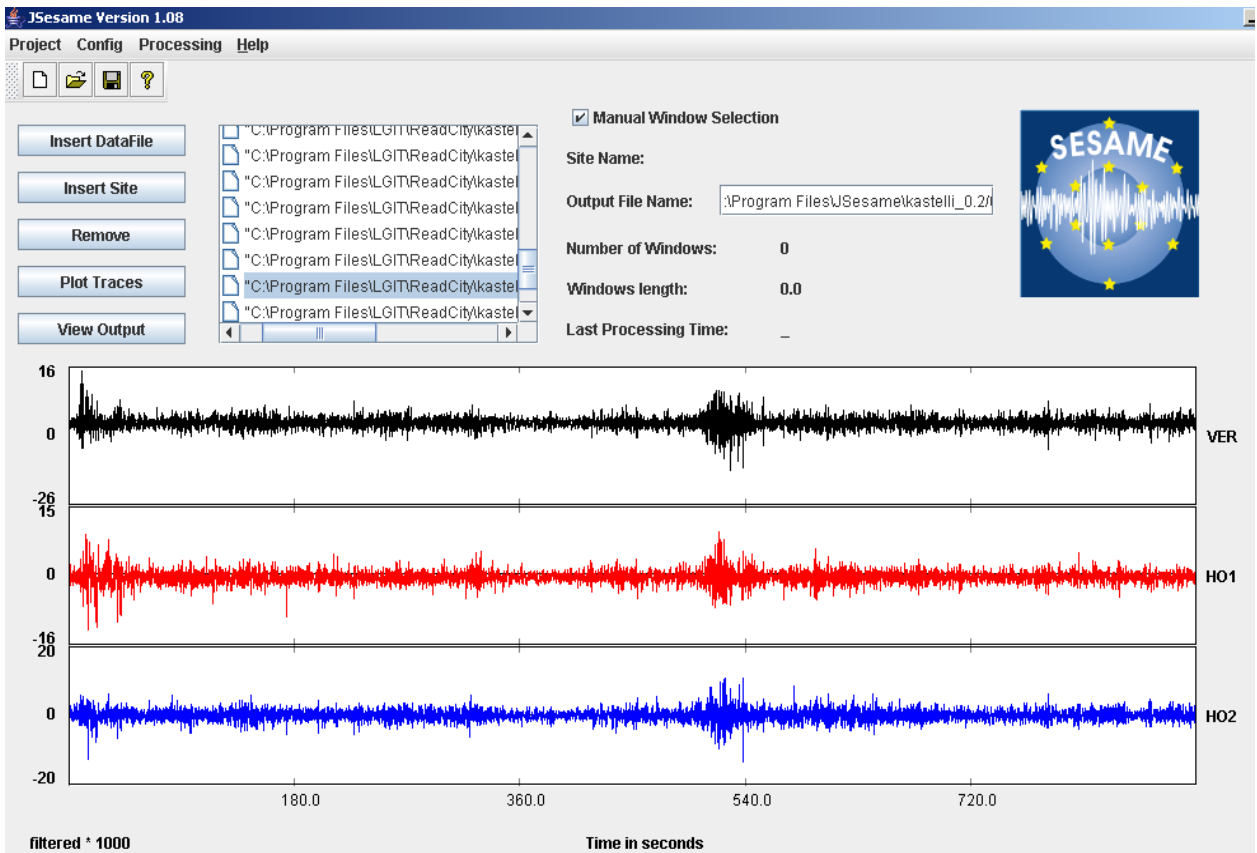 JSesame Version 1.08
Project Config Processing Help
Insert DataFile
Insert Site
Remove
Plot Traces
View Output
"C:\Program Files\LGIT\ReadCity\kastel
"C:\Program Files\LGIT\ReadCity\kastel
"C:\Program Files\LGIT\ReadCity\kastel
"C:\Program Files\LGIT\ReadCity\kastel
"C:\Program Files\LGIT\ReadCity\kastel
"C:\Program Files\LGIT\ReadCity\kastel
"C:\Program Files\LGIT\ReadCity\kastel
"C:\Program Files\LGIT\ReadCity\kastel
Manual Window Selection
Site Name:
Output File Name: :\Program Files\JSesame\kastelli_0.2/
Number of Windows: 0
Windows length: 0.0
Last Processing Time: _
SESAME
16
0
-26
VER
15
0
-16
HO1
20
0
-20
HO2
180.0 360.0 540.0 720.0
filtered * 1000 Time in seconds